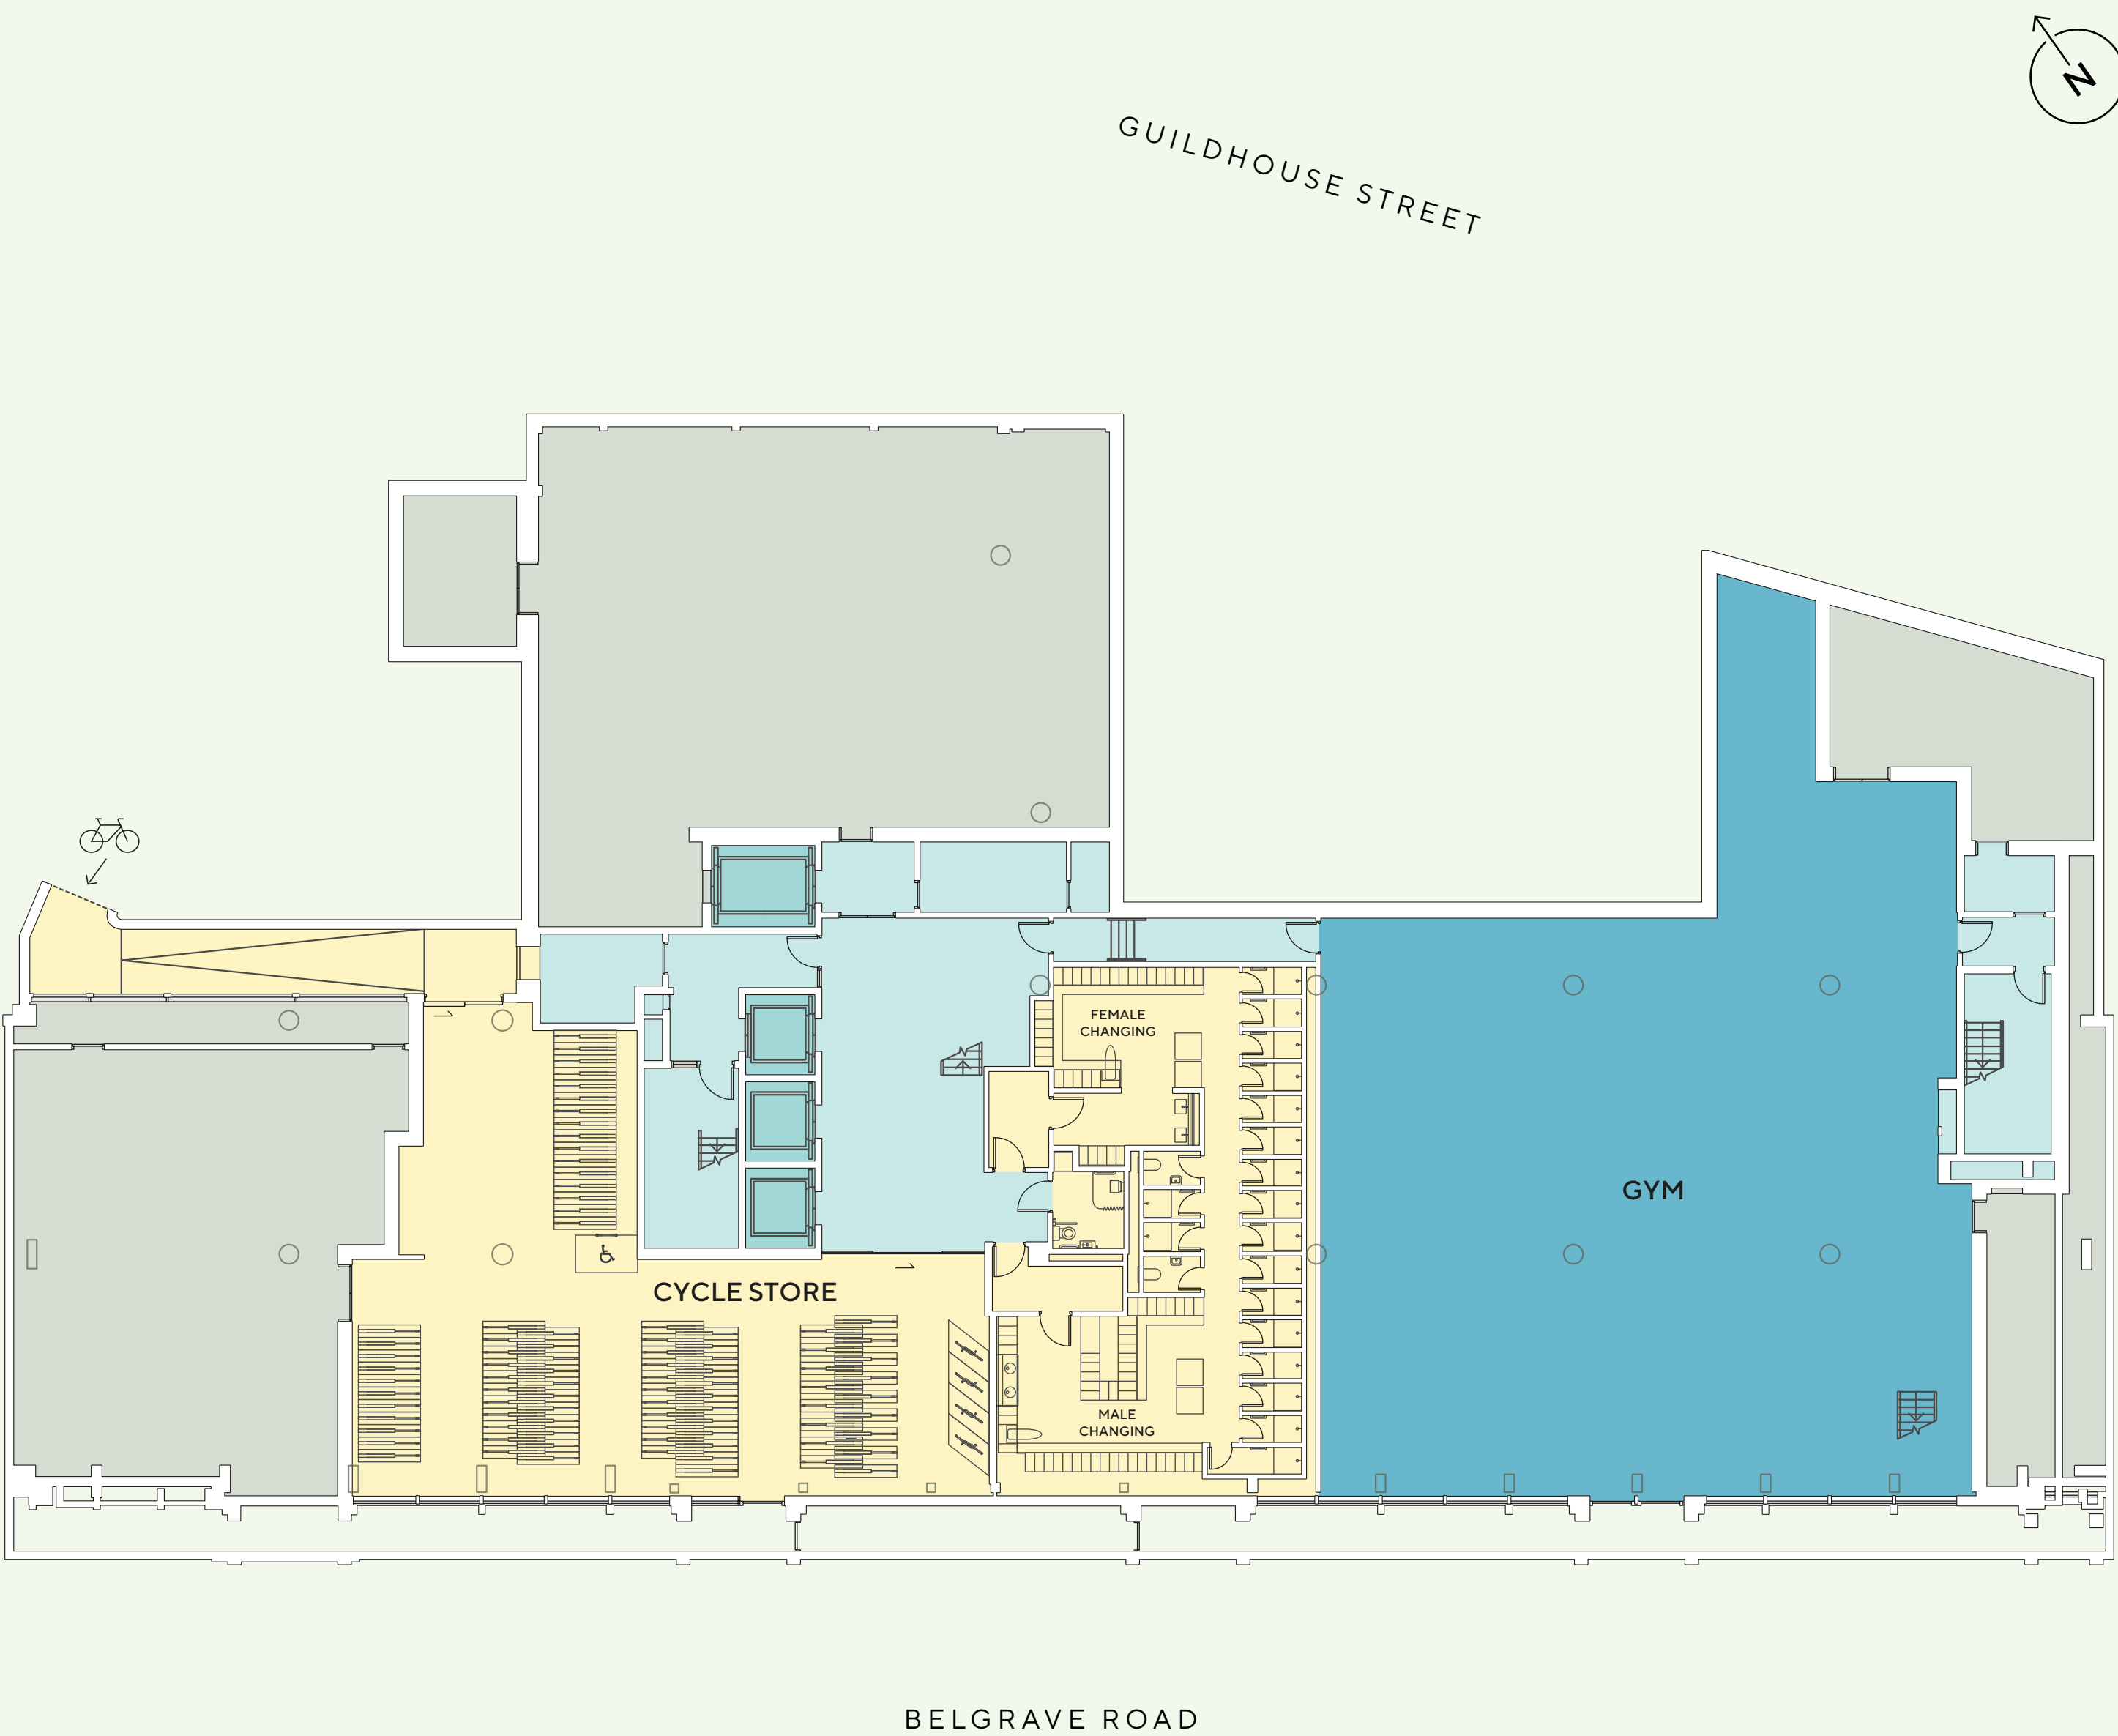 N
GUILDHOUSE STREET
FEMALE
CHANGING
GYM
CYCLE STORE
MALE
CHANGING
BELGRAVE ROAD